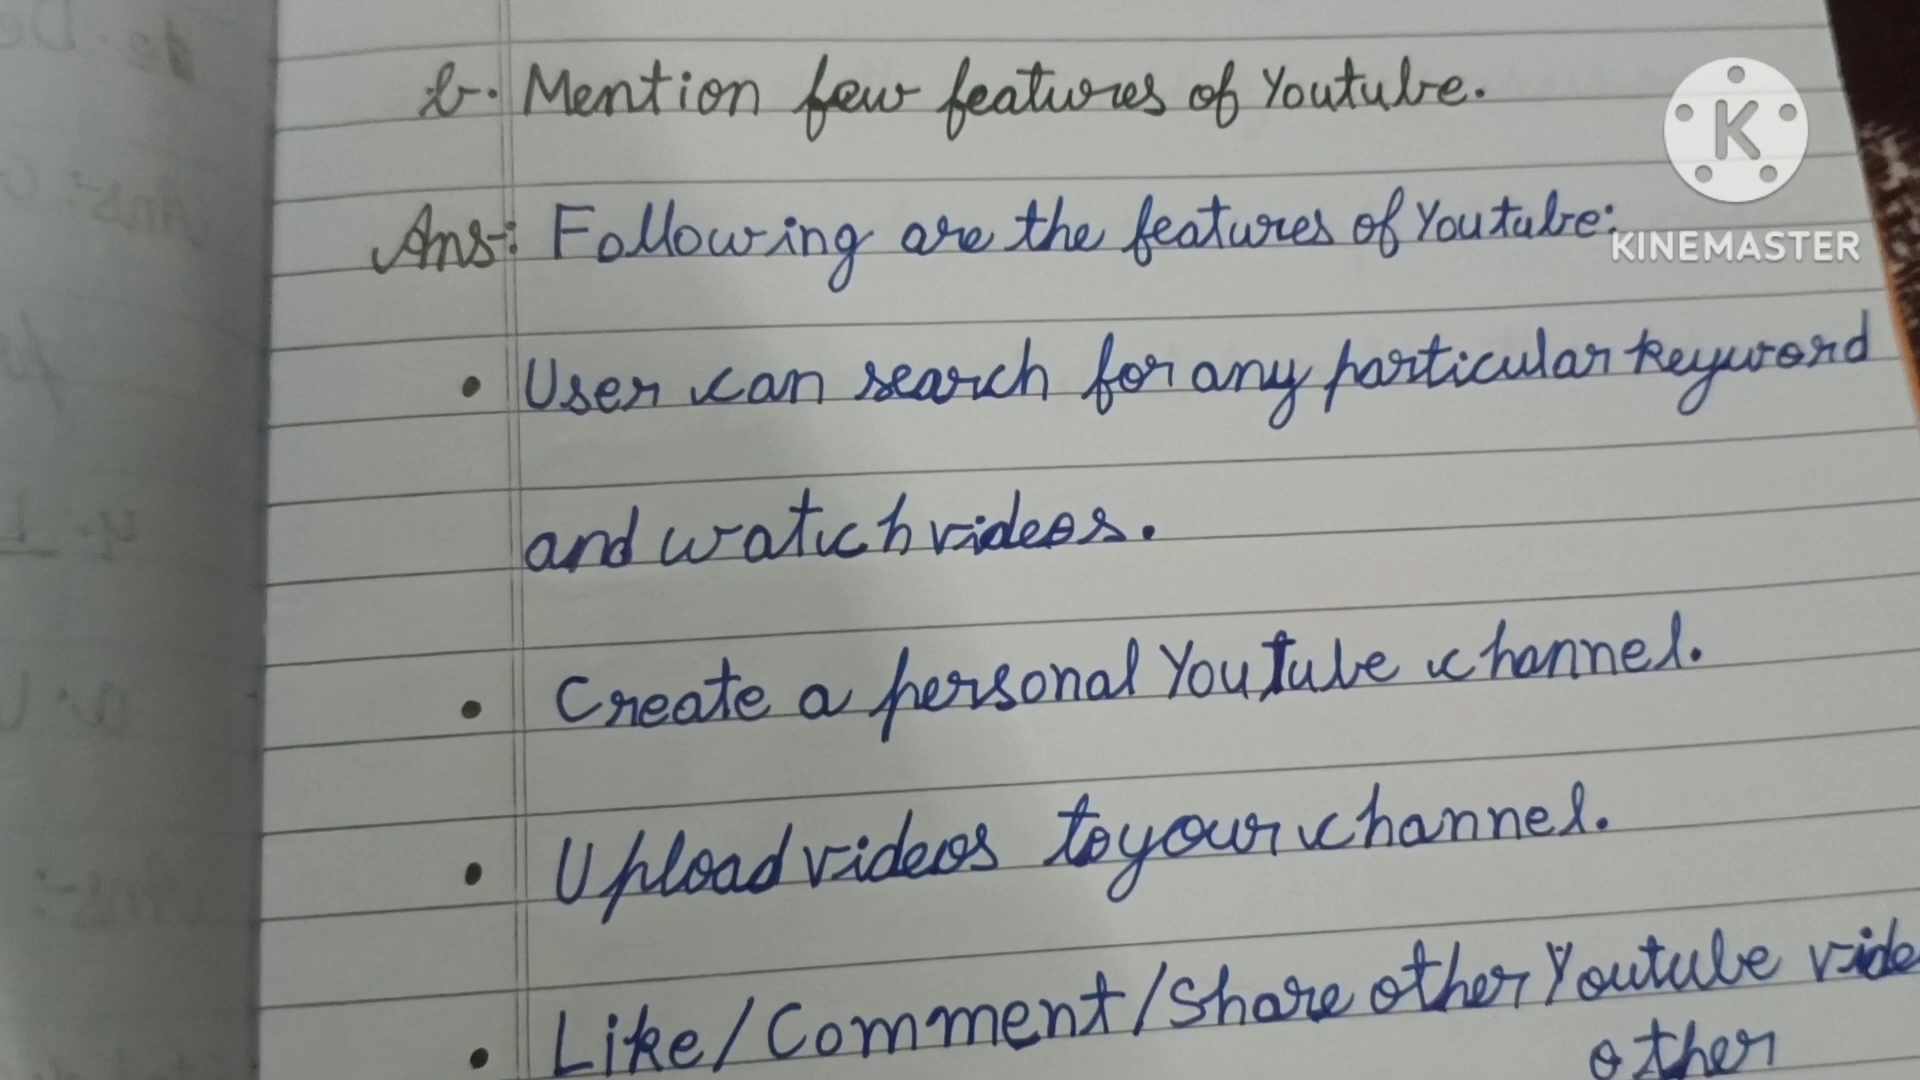 b. Mention few features of Youtube.
Ans-: Following are the features of Youtube:
K
KINEMASTER
• User can search for any particular keyword
and watch videos.
• Create a personal YouTube channel.
• Upload videos to your channel.
• Like/Comment/Share other Youtube vide
other